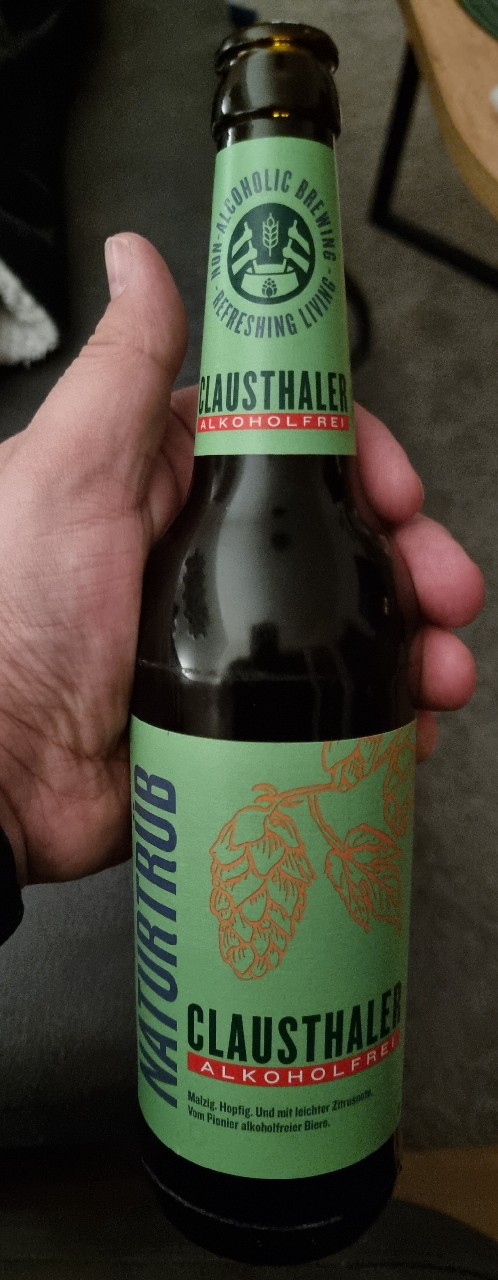 NON-ALCOHOLIC BREWING
- REFRESHING LIVING -
CLAUSTHALER
ALKOHOLFREI
NATURTRÜB
CLAUSTHALER
ALKOHOLFREI
Malzig. Hopfig. Und mit leichter Zitrusnote.
Vom Pionier alkoholfreier Biere.